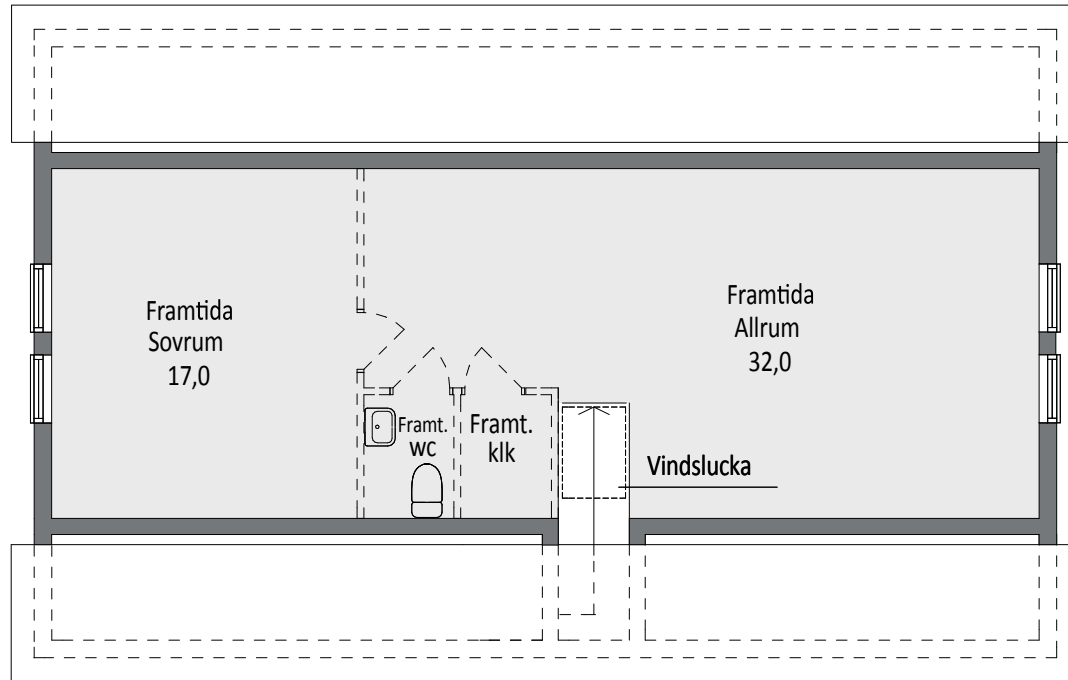 Framtida
Sovrum
17,0
Framtida
Allrum
32,0
Framt.
WC
Framt.
klk
Vindslucka